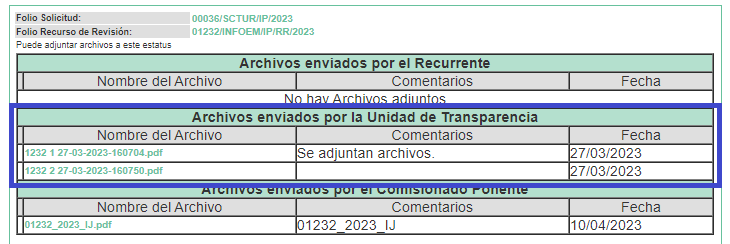 Folio Solicitud: 00036/SCTUR/IP/2023
Folio Recurso de Revisión: 01232/INFOEM/IP/RR/2023
Puede adjuntar archivos a este estatus
Archivos enviados por el Recurrente
Nombre del Archivo Comentarios Fecha
No hay Archivos adjuntos
Archivos enviados por la Unidad de Transparencia
Nombre del Archivo Comentarios Fecha
1232 1 27-03-2023-160704.pdf Se adjuntan archivos. 27/03/2023
1232 2 27-03-2023-160750.pdf 27/03/2023
Archivos enviados por el Comisionado Ponente
Nombre del Archivo Comentarios Fecha
01232_2023_IJ.pdf 01232_2023_IJ 10/04/2023